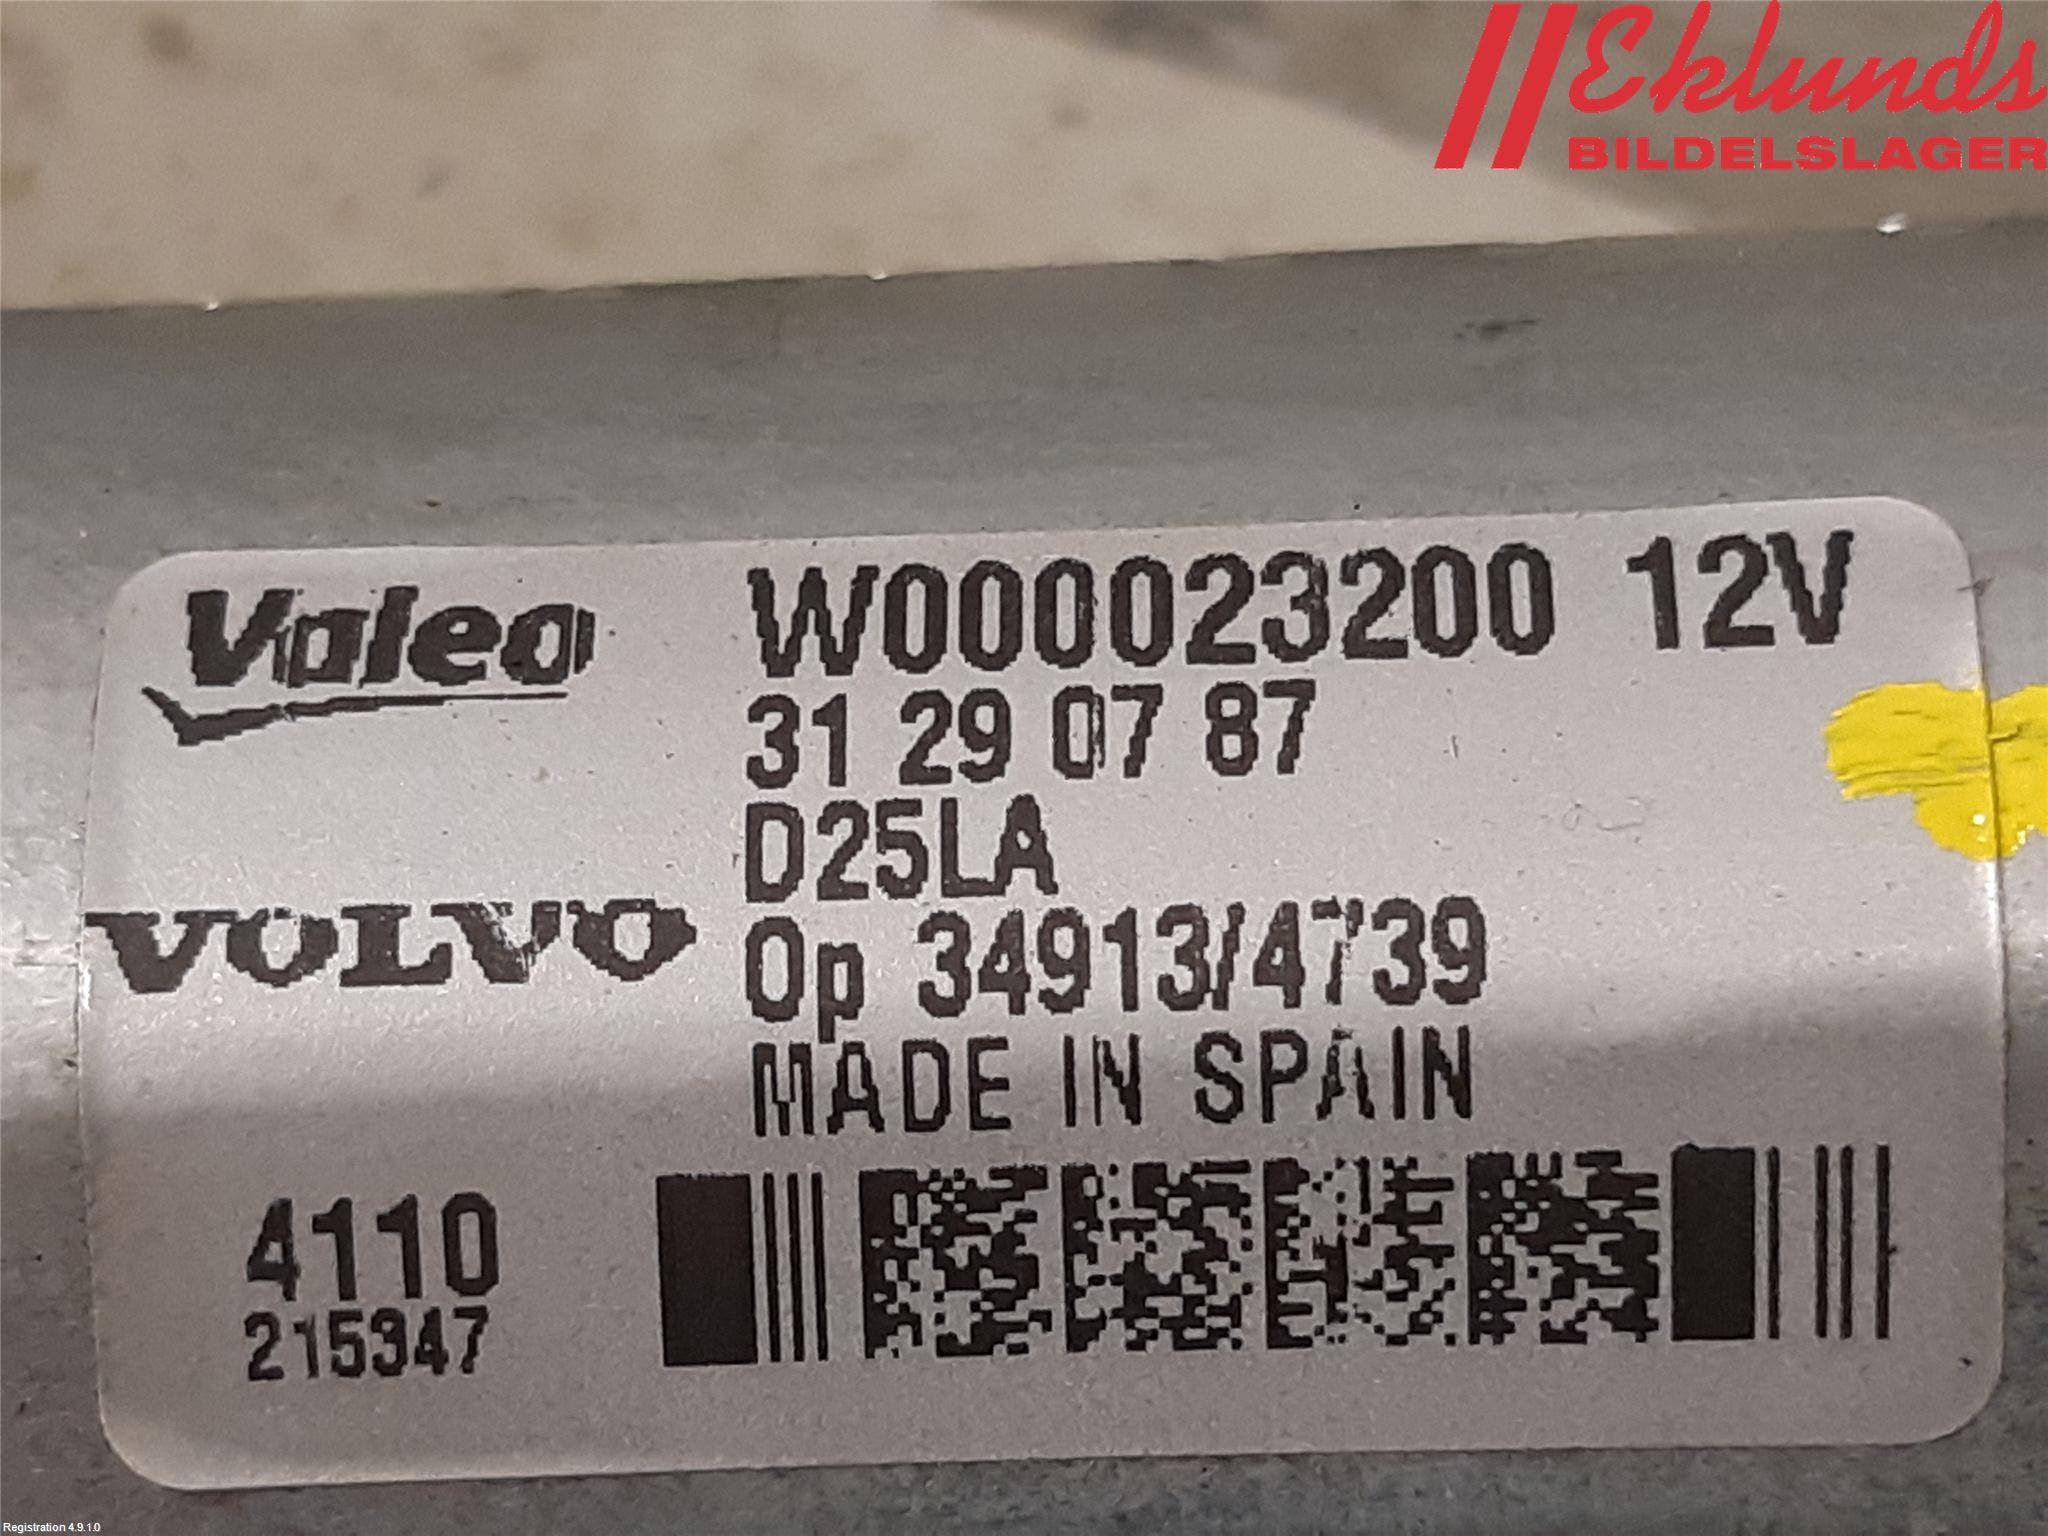 Eklunds
BILDELSLAGER
Valeo W000023200 12V
31 29 07 87
D25LA
VOLVO Op 34913/4739
MADE IN SPAIN
4110
215347
Registration 4.9.1.0